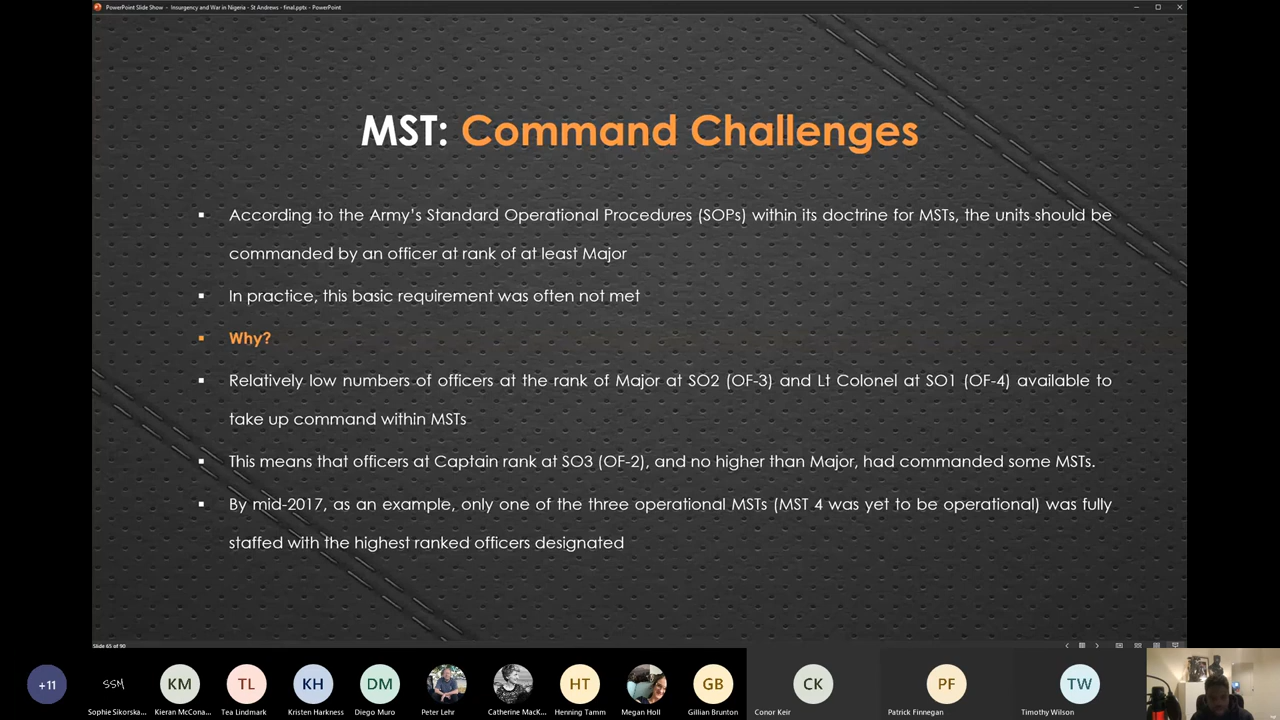 PowerPoint Slide Show - Insurgency and War in Nigeria - St Andrews - final.pptx - PowerPoint
MST: Command Challenges
According to the Army's Standard Operational Procedures (SOPs) within its doctrine for MSTs, the units should be
commanded by an officer at rank of at least Major
In practice, this basic requirement was often not met
Why?
Relatively low numbers of officers at the rank of Major at SO2 (OF-3) and Lt Colonel at SO1 (OF-4) available to
take up command within MSTs
This means that officers at Captain rank at SO3 (OF-2), and no higher than Major, had commanded some MSTs.
By mid-2017, as an example, only one of the three operational MSTs (MST 4 was yet to be operational) was fully
staffed with the highest ranked officers designated
Slide 65 of 90
+11 SSM KM TL KH DM HT GB CK PF TW
Sophie Sikorska... Kieran McCona... Tea Lindmark Kristen Harkness Diego Muro Peter Lehr Catherine MacK... Henning Tamm Megan Holl Gillian Brunton Conor Keir Patrick Finnegan Timothy Wilson